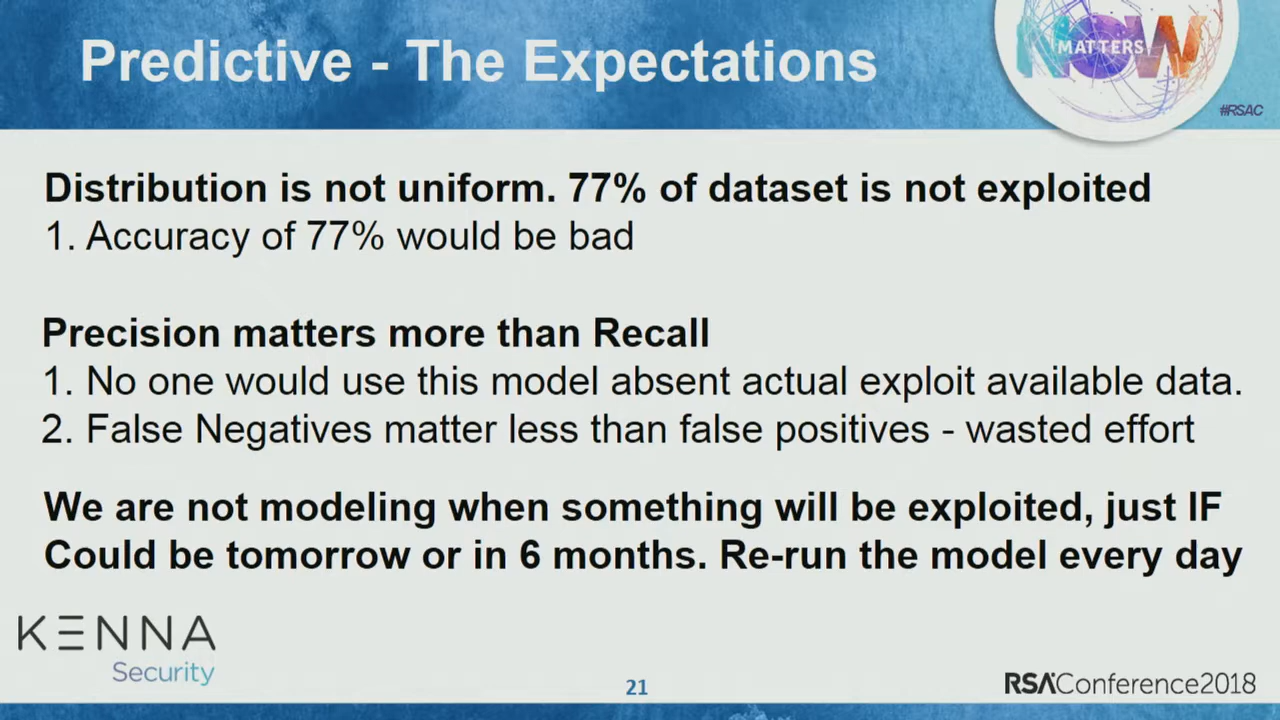 Predictive - The Expectations
NOW
MATTERS
#RSAC
Distribution is not uniform. 77% of dataset is not exploited
1. Accuracy of 77% would be bad
Precision matters more than Recall
1. No one would use this model absent actual exploit available data.
2. False Negatives matter less than false positives - wasted effort
We are not modeling when something will be exploited, just IF
Could be tomorrow or in 6 months. Re-run the model every day
KENNA
Security
21
RSAConference2018